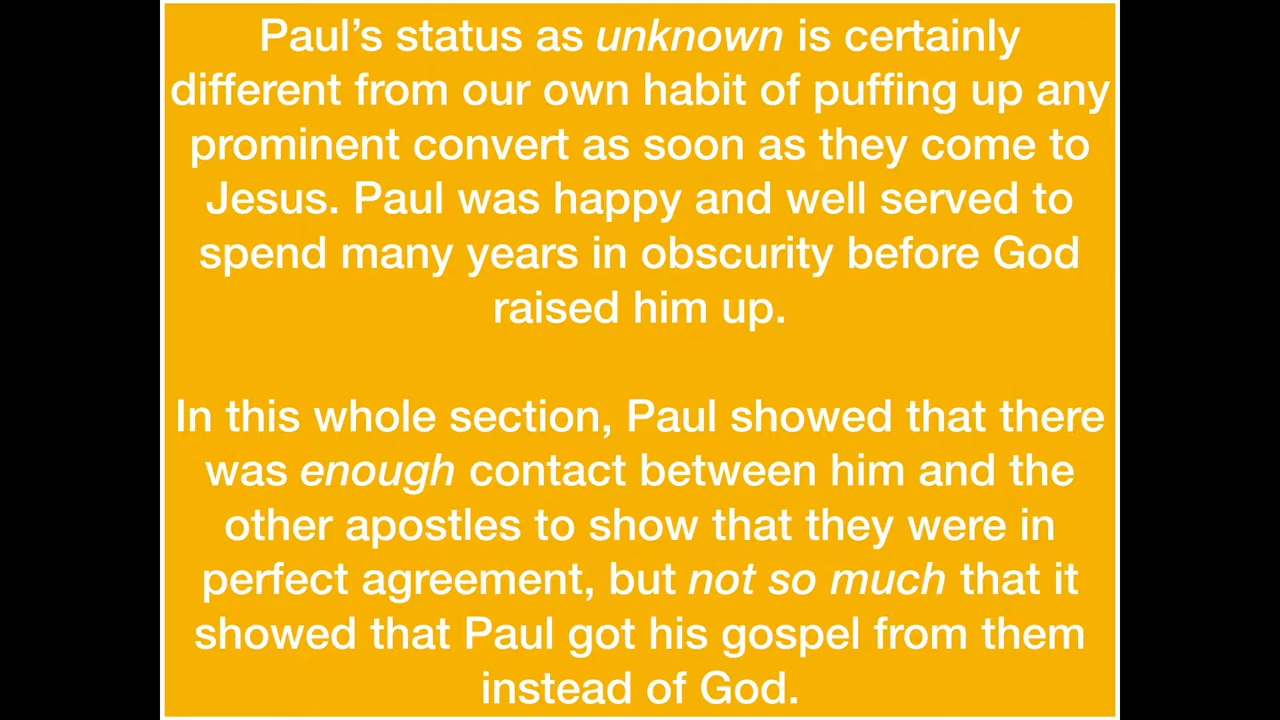 Paul’s status as unknown is certainly
different from our own habit of puffing up any
prominent convert as soon as they come to
Jesus. Paul was happy and well served to
spend many years in obscurity before God
raised him up.
In this whole section, Paul showed that there
was enough contact between him and the
other apostles to show that they were in
perfect agreement, but not so much that it
showed that Paul got his gospel from them
instead of God.